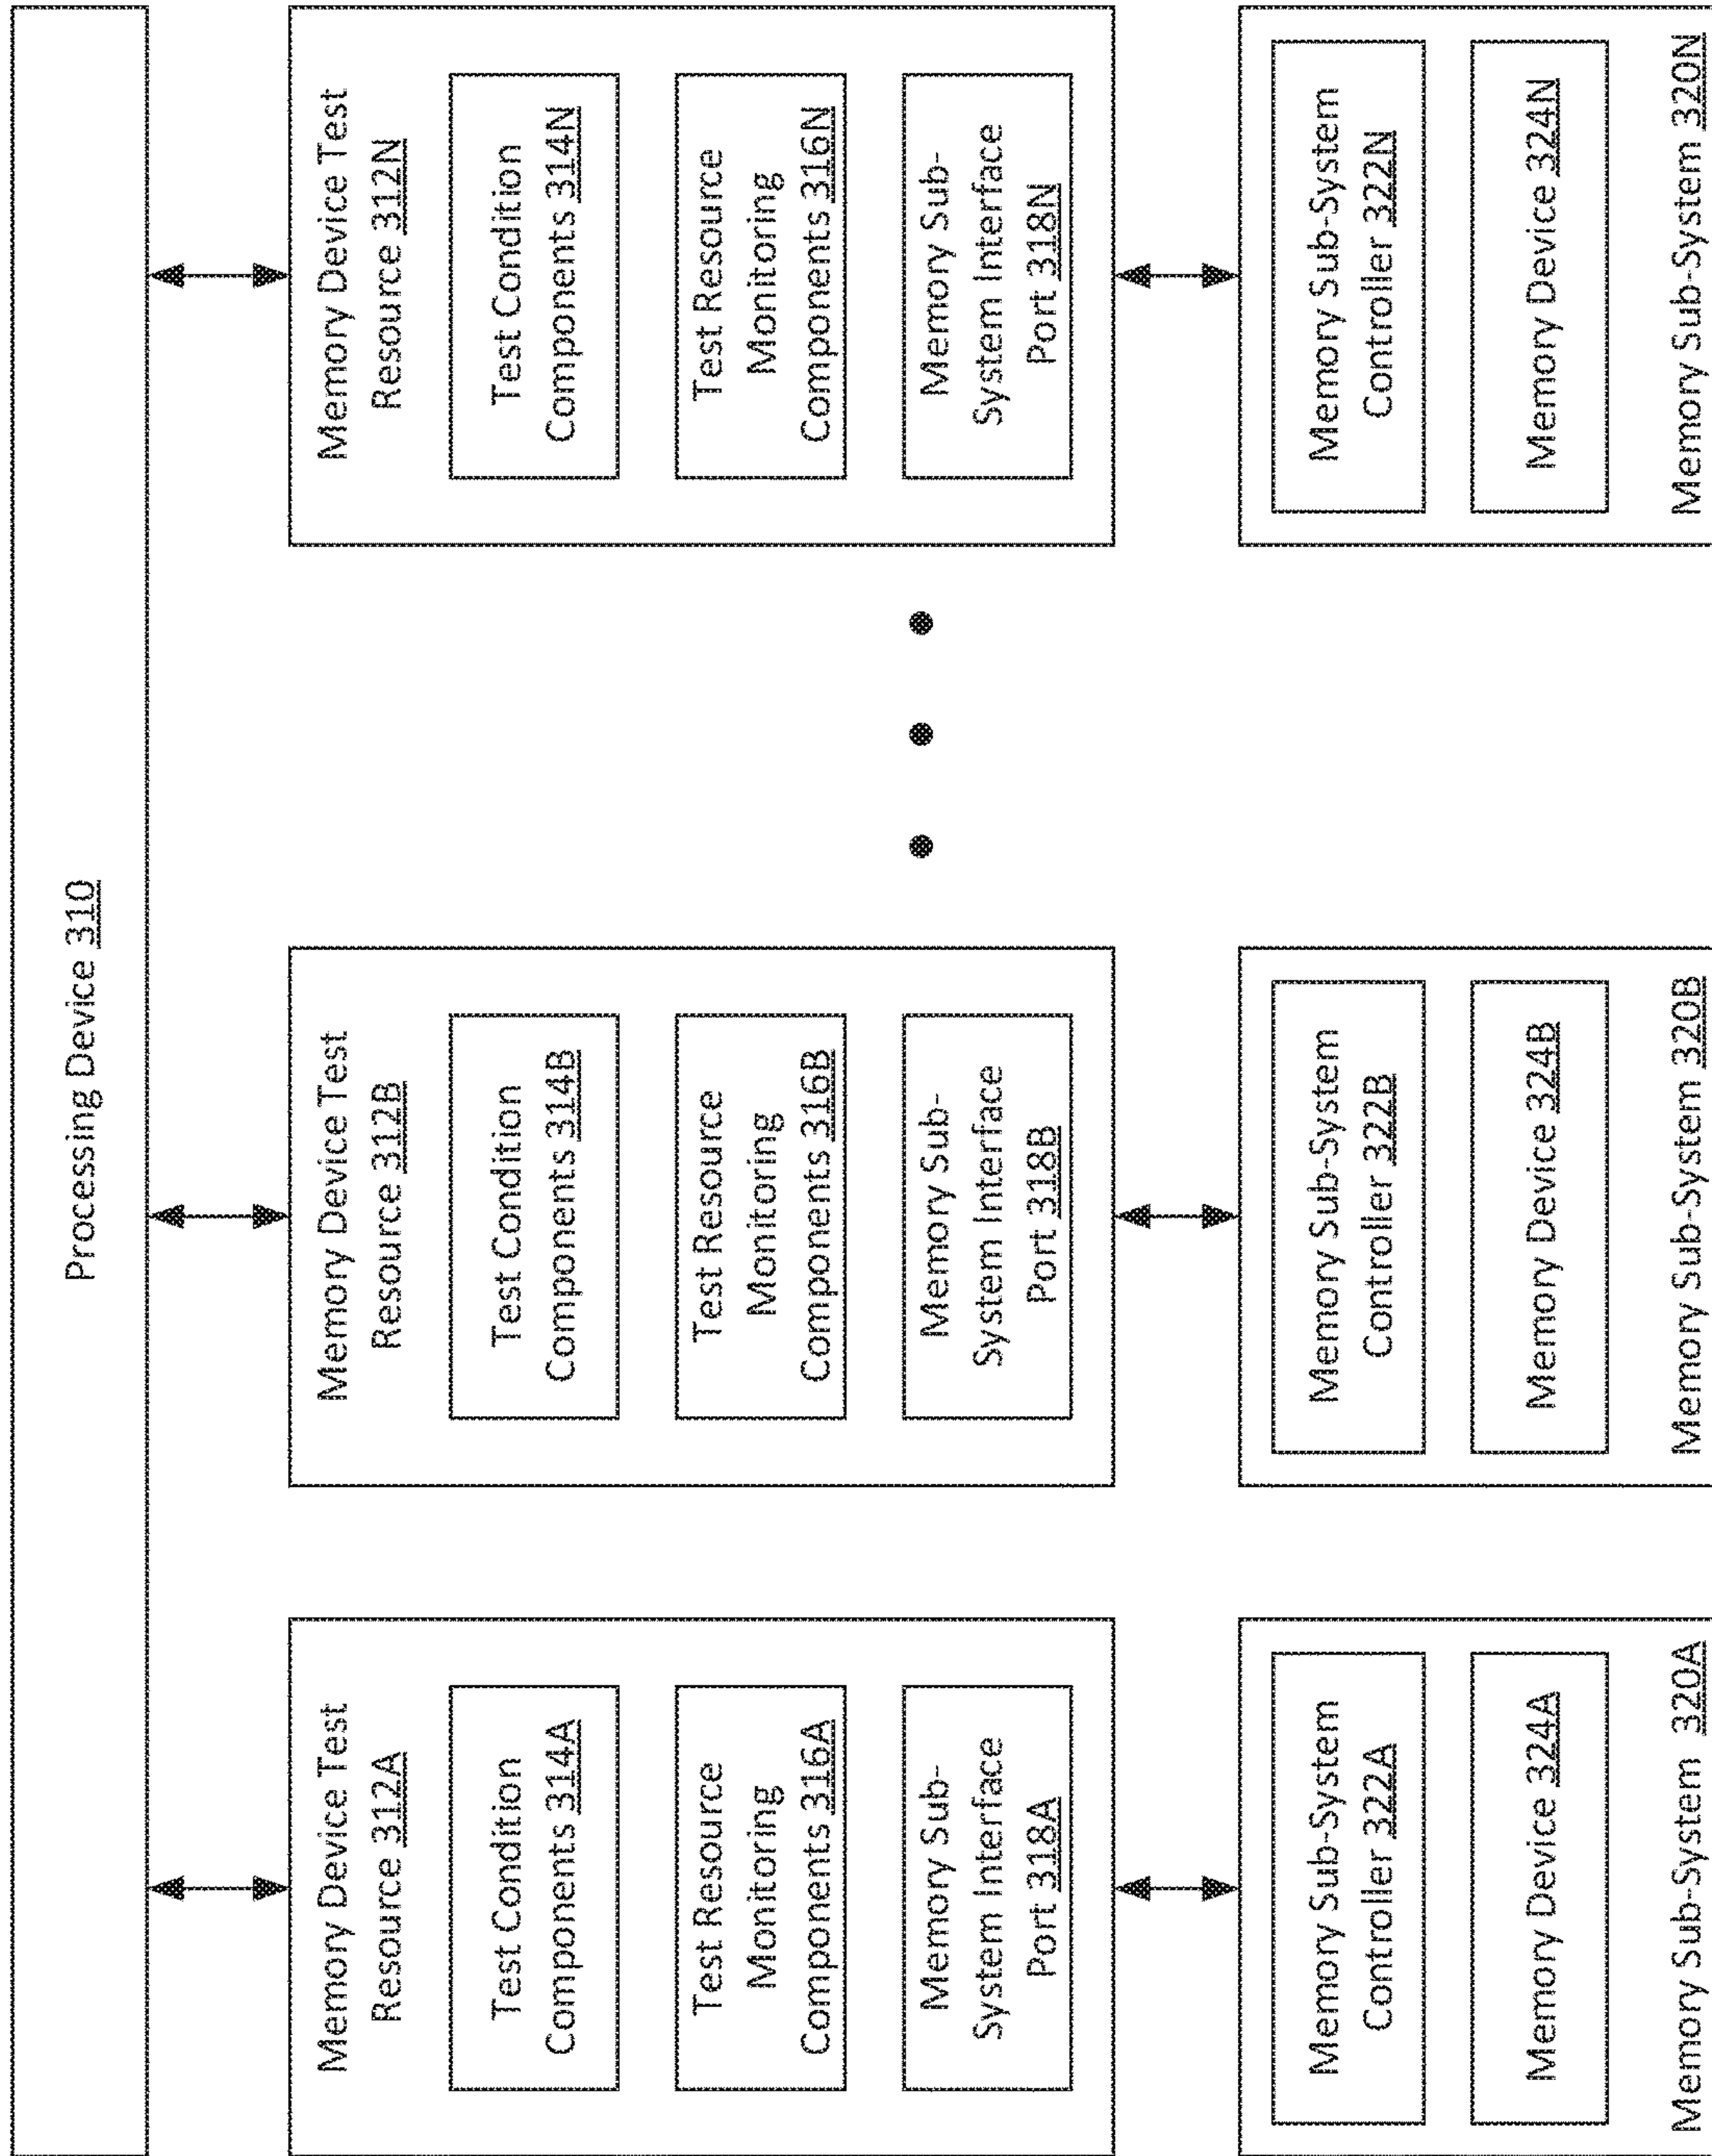 Processing Device 310
Memory Device Test
Resource 312A
Test Condition
Components 314A
Test Resource
Monitoring
Components 316A
Memory Sub-
System Interface
Port 318A
Memory Sub-System
Controller 322A
Memory Device 324A
Memory Sub-System 320A
Memory Device Test
Resource 312B
Test Condition
Components 314B
Test Resource
Monitoring
Components 316B
Memory Sub-
System Interface
Port 318B
Memory Sub-System
Controller 322B
Memory Device 324B
Memory Sub-System 320B
Memory Device Test
Resource 312N
Test Condition
Components 314N
Test Resource
Monitoring
Components 316N
Memory Sub-
System Interface
Port 318N
Memory Sub-System
Controller 322N
Memory Device 324N
Memory Sub-System 320N